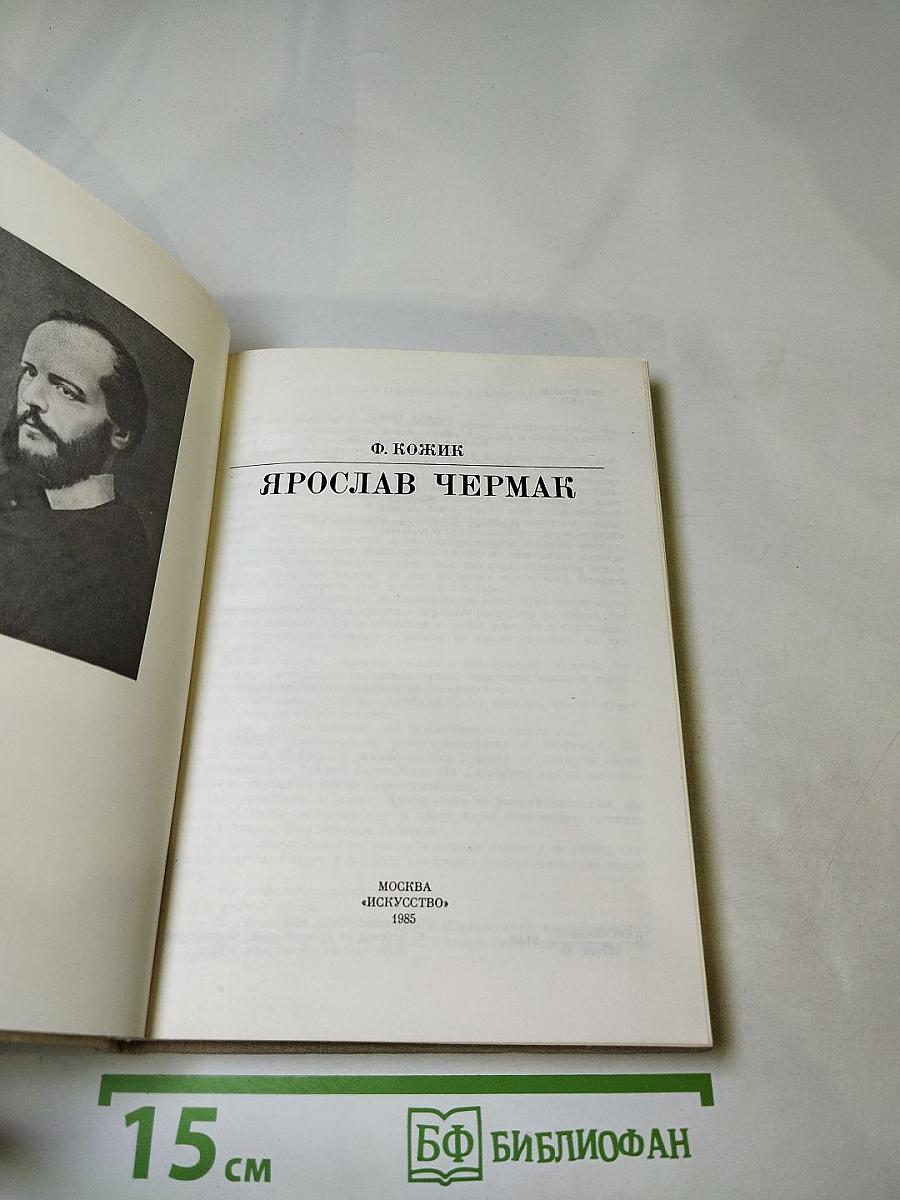 Ф. КОЖИК
ЯРОСЛАВ ЧЕРМАК
МОСКВА
«ИСКУССТВО»
1985
15 СМ
БФ БИБЛИОФАН